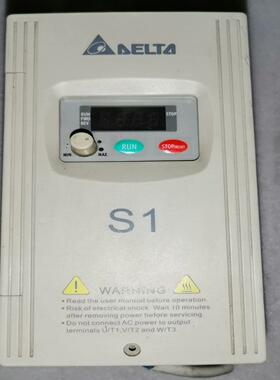 DELTA
RUN
FWD
REV
STOP
RUN
STOP/RESET
MIN MAX
S1
WARNING
Read the user manual before operation.
Risk of electrical shock. Wait 10 minutes
after removing power before servicing.
Do not connect AC power to output
terminals U/T1,V/T2 and W/T3.